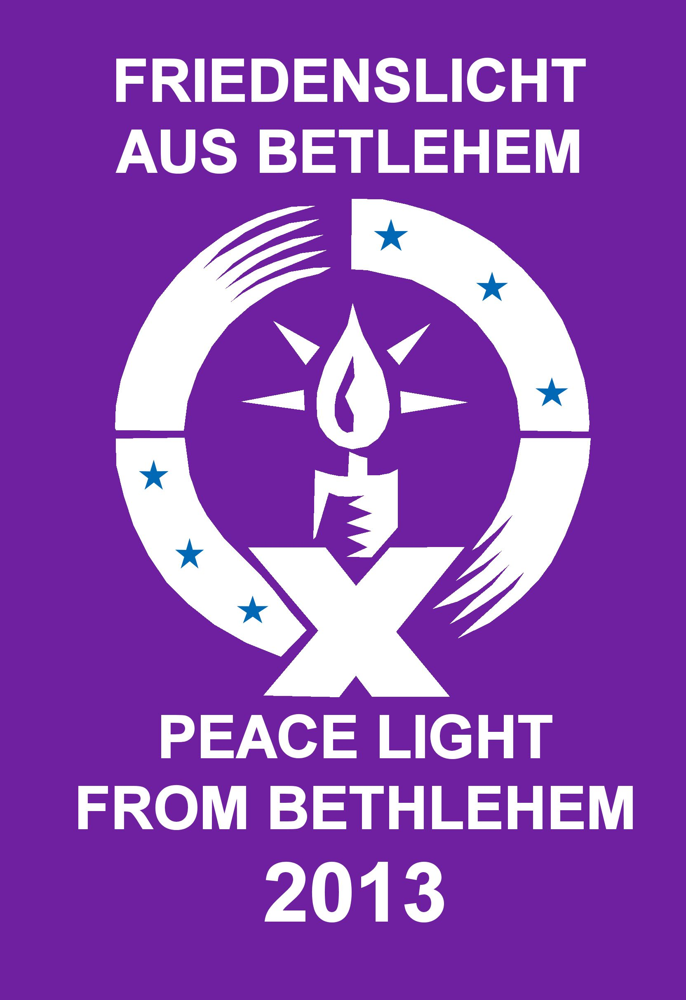 FRIEDENSLICHT
AUS BETLEHEM
X
PEACE LIGHT
FROM BETHLEHEM
2013